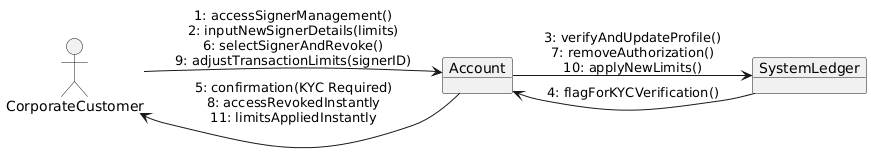 1: accessSignerManagement()
2: inputNewSignerDetails(limits)
6: selectSignerAndRevoke()
9: adjustTransactionLimits(signerID)
5: confirmation(KYC Required)
8: accessRevokedInstantly
11: limitsAppliedInstantly
CorporateCustomer
Account
3: verifyAndUpdateProfile()
7: removeAuthorization()
10: applyNewLimits()
4: flagForKYCVerification()
SystemLedger